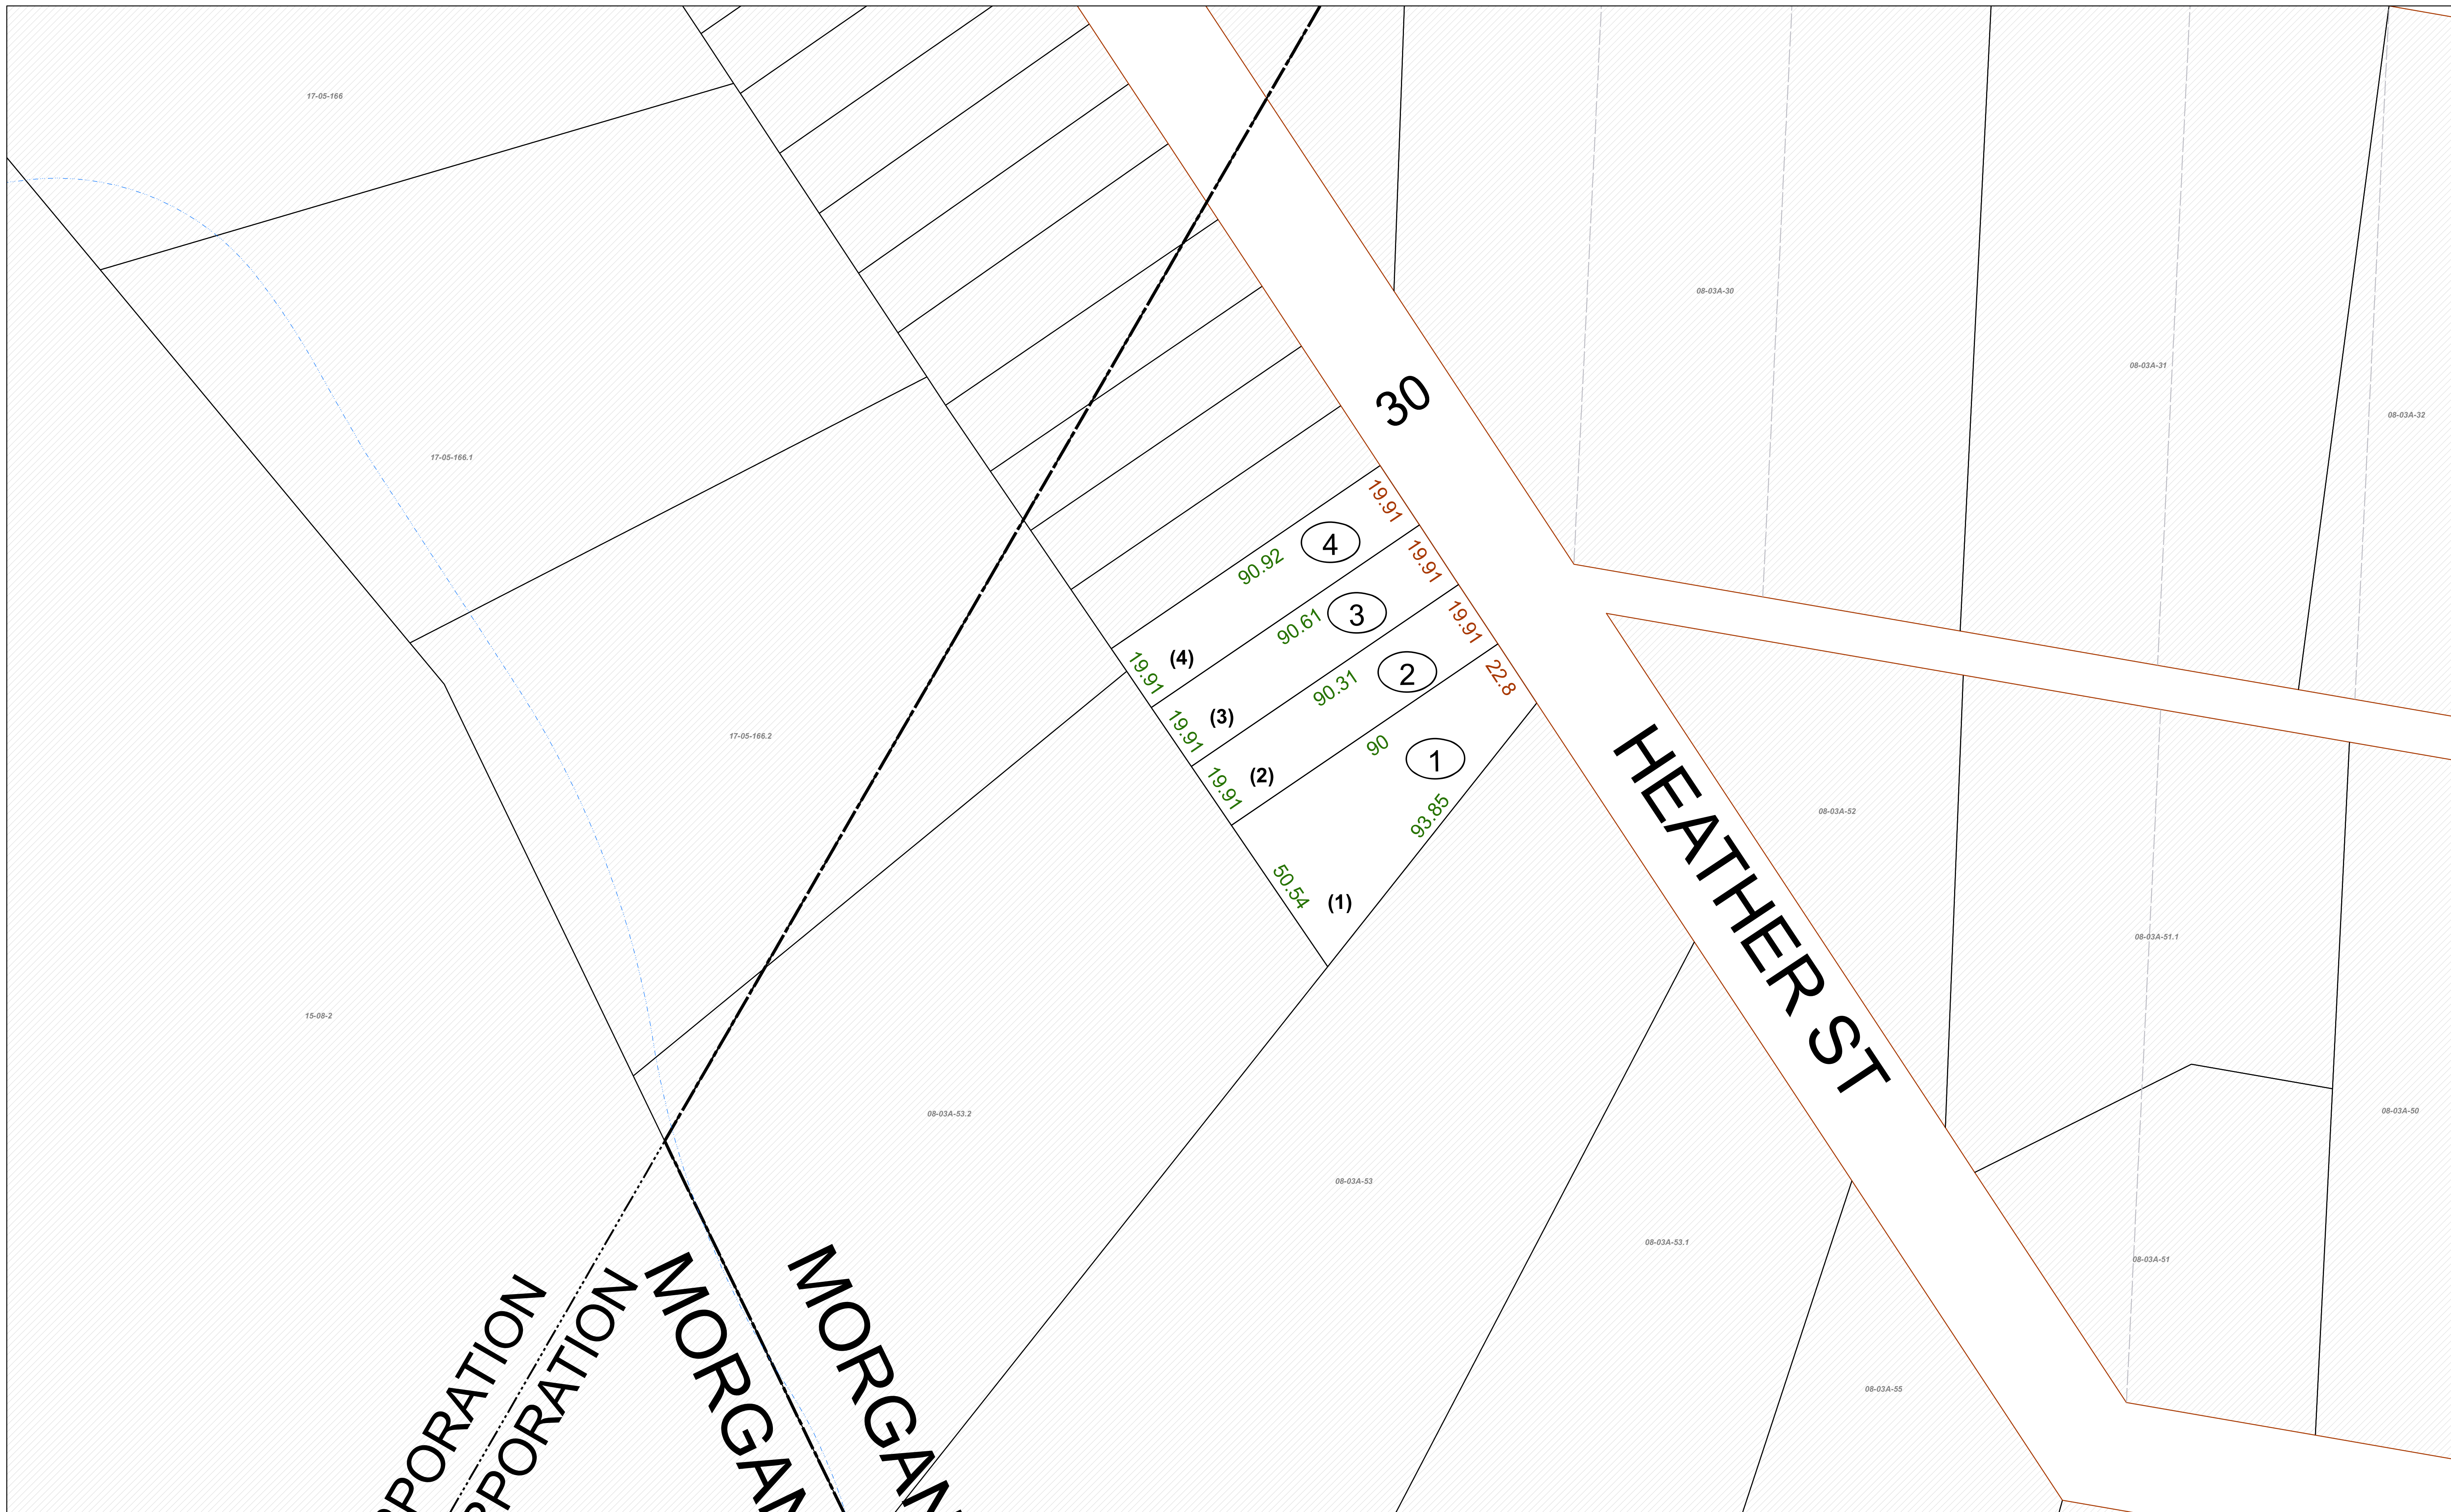 17-05-166
08-03A-30
08-03A-31
30
08-03A-32
17-05-166.1
19.91
4
90.92
19.91
3
90.61
19.91
(4)
19.91
22.8
2
90.31
(3)
19.91
17-05-166.2
90
1
(2)
19.91
HEATHER ST
93.85
08-03A-52
50.54
(1)
08-03A-51.1
15-08-2
08-03A-53.2
08-03A-50
08-03A-53
08-03A-53.1
08-03A-51
MORGAN
MORGAN
PORATION
PORATION
08-03A-55